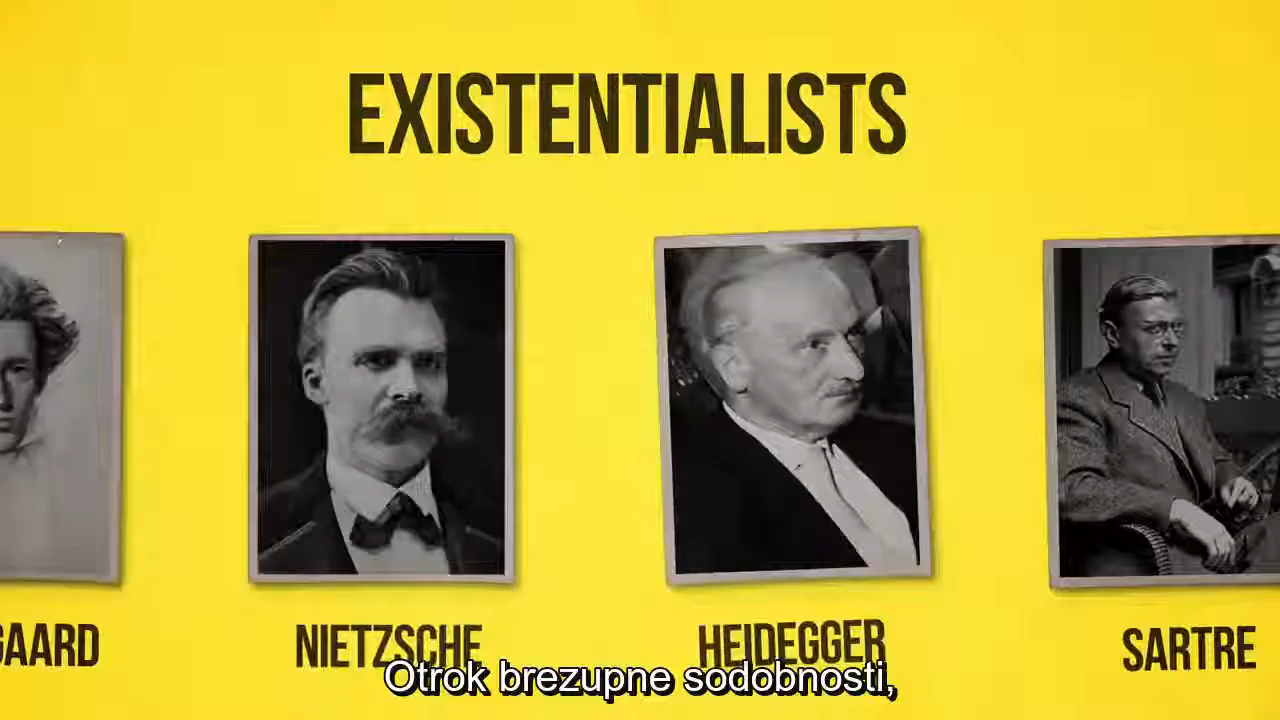 EXISTENTIALISTS
GAARD NIETZSCHE HEIDEGGER SARTRE
Otrok brezupne sodobnosti,